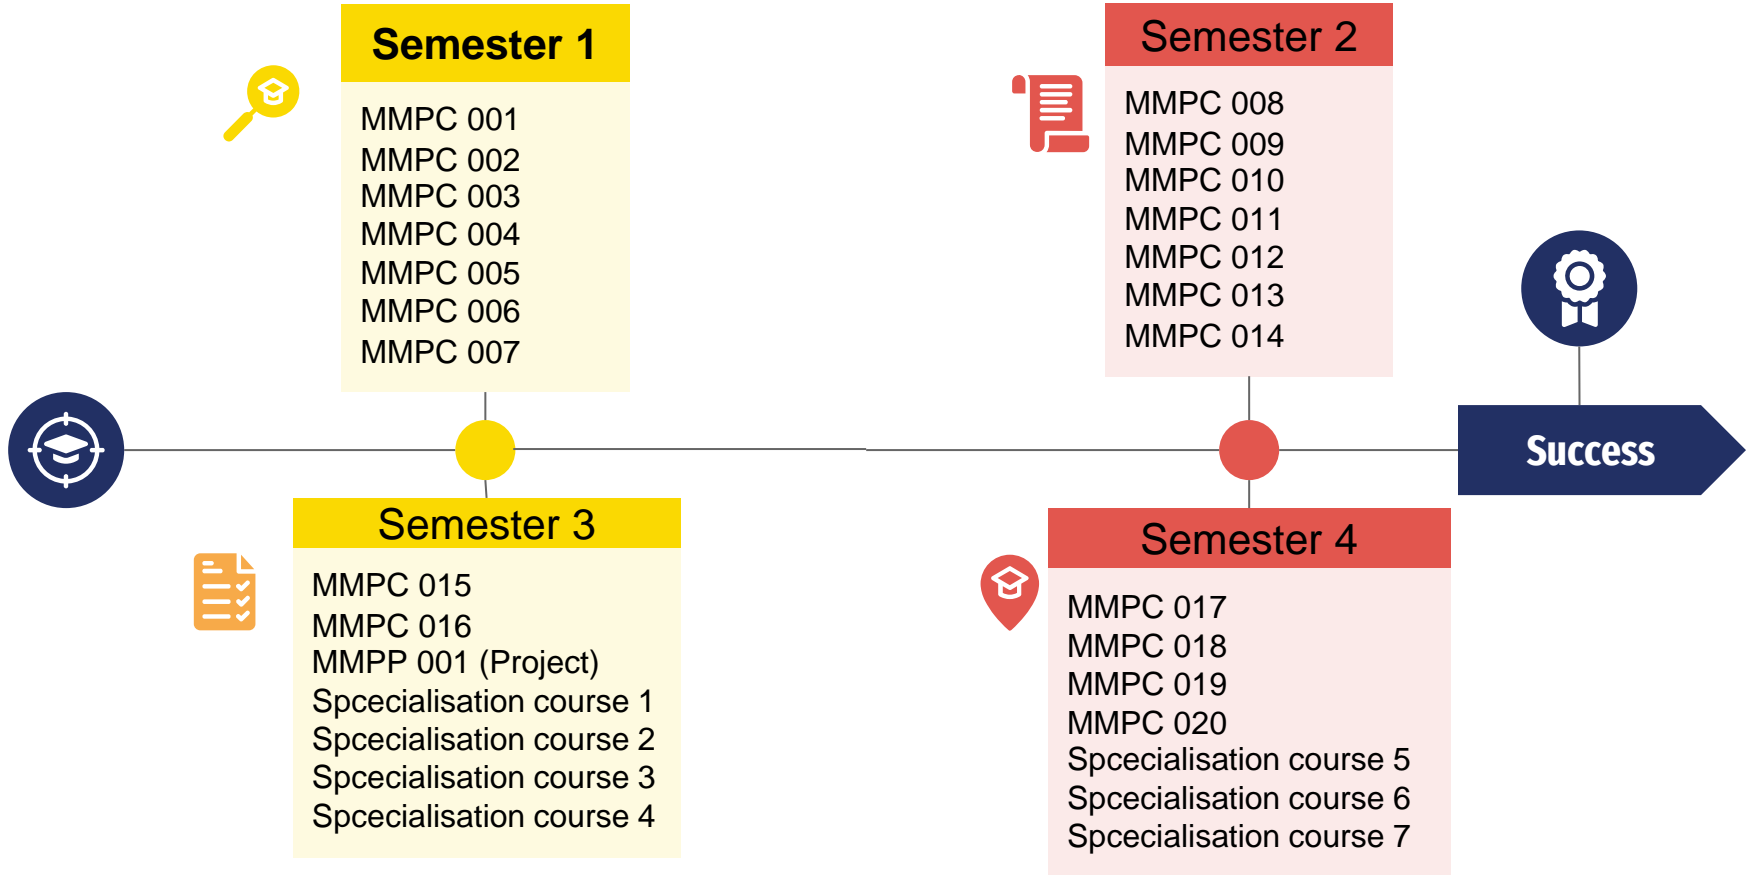 Semester 1
MMPC 001
MMPC 002
MMPC 003
MMPC 004
MMPC 005
MMPC 006
MMPC 007
Semester 2
MMPC 008
MMPC 009
MMPC 010
MMPC 011
MMPC 012
MMPC 013
MMPC 014
Success
Semester 3
MMPC 015
MMPC 016
MMPP 001 (Project)
Spcecialisation course 1
Spcecialisation course 2
Spcecialisation course 3
Spcecialisation course 4
Semester 4
MMPC 017
MMPC 018
MMPC 019
MMPC 020
Spcecialisation course 5
Spcecialisation course 6
Spcecialisation course 7